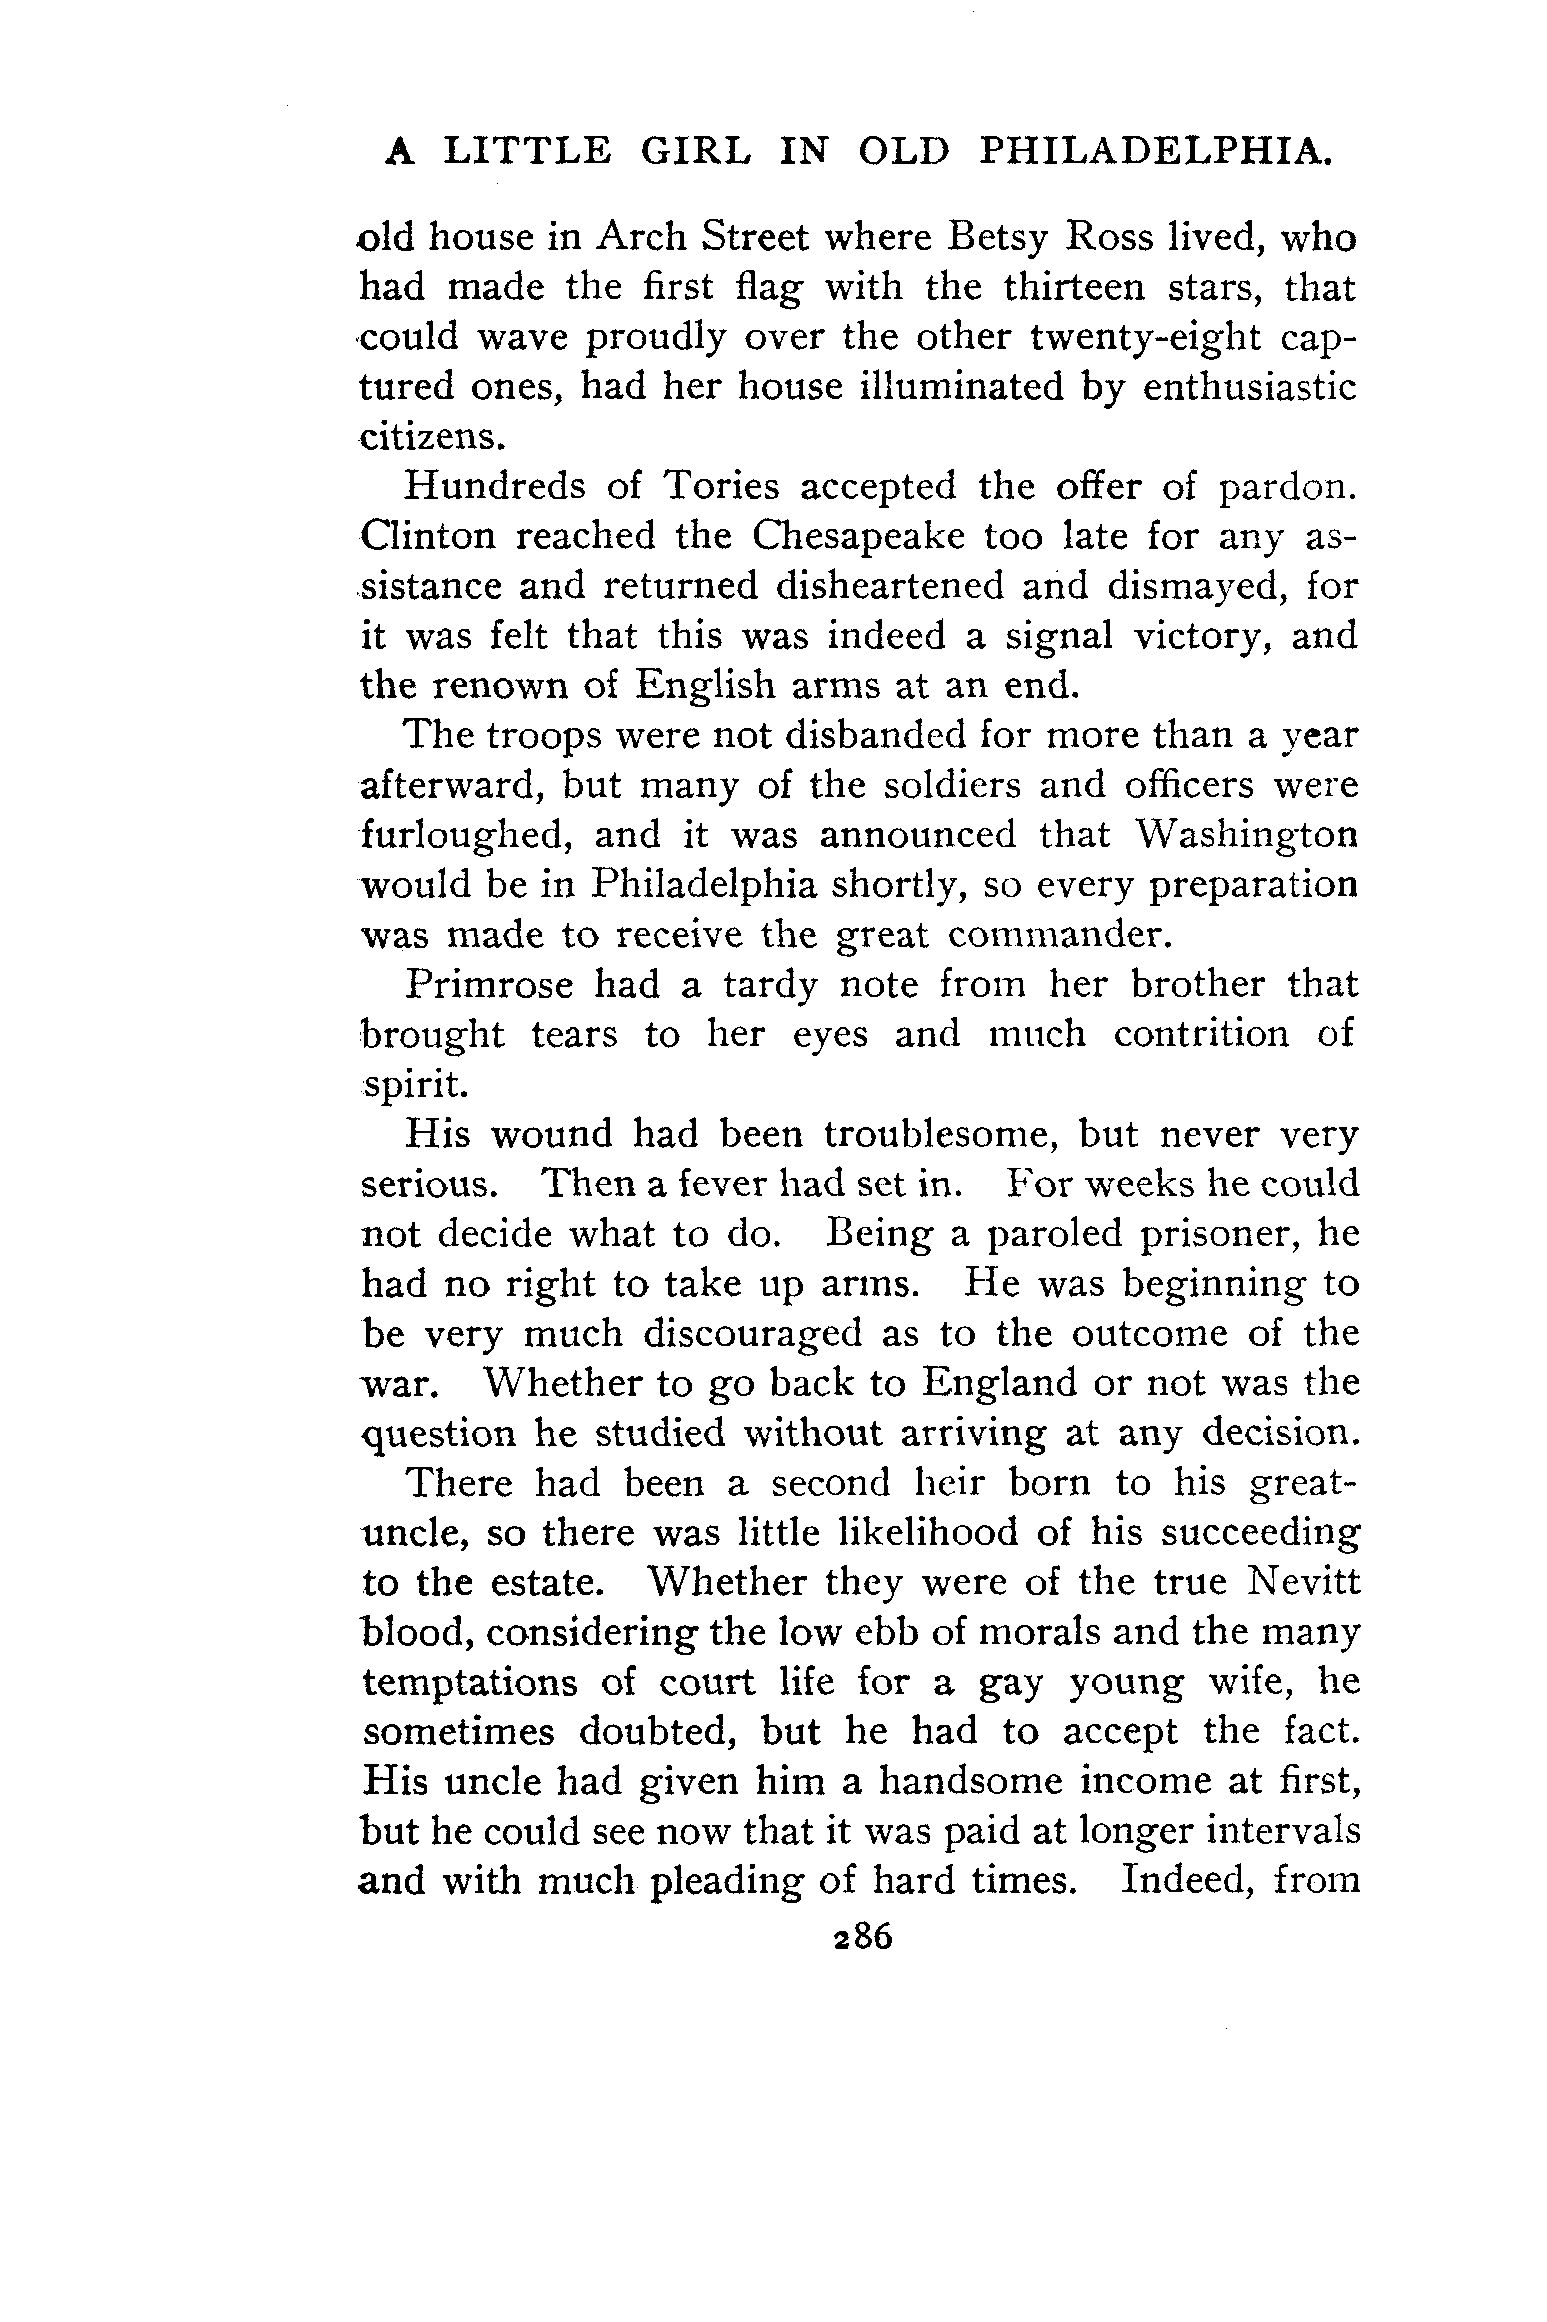 A LITTLE GIRL IN OLD PHILADELPHIA.
old house in Arch Street where Betsy Ross lived, who
had made the first flag with the thirteen stars, that
could wave proudly over the other twenty-eight cap-
tured ones, had her house illuminated by enthusiastic
citizens.
Hundreds of Tories accepted the offer of pardon.
Clinton reached the Chesapeake too late for any as-
sistance and returned disheartened and dismayed, for
it was felt that this was indeed a signal victory, and
the renown of English arms at an end.
The troops were not disbanded for more than a year
afterward, but many of the soldiers and officers were
furloughed, and it was announced that Washington
would be in Philadelphia shortly, so every preparation
was made to receive the great commander.
Primrose had a tardy note from her brother that
brought tears to her eyes and much contrition of
spirit.
His wound had been troublesome, but never very
serious. Then a fever had set in. For weeks he could
not decide what to do. Being a paroled prisoner, he
had no right to take up arms. He was beginning to
be very much discouraged as to the outcome of the
war. Whether to go back to England or not was the
question he studied without arriving at any decision.
There had been a second heir born to his great-
uncle, so there was little likelihood of his succeeding
to the estate. Whether they were of the true Nevitt
blood, considering the low ebb of morals and the many
temptations of court life for a gay young wife, he
sometimes doubted, but he had to accept the fact.
His uncle had given him a handsome income at first,
but he could see now that it was paid at longer intervals
and with much pleading of hard times. Indeed, from
286